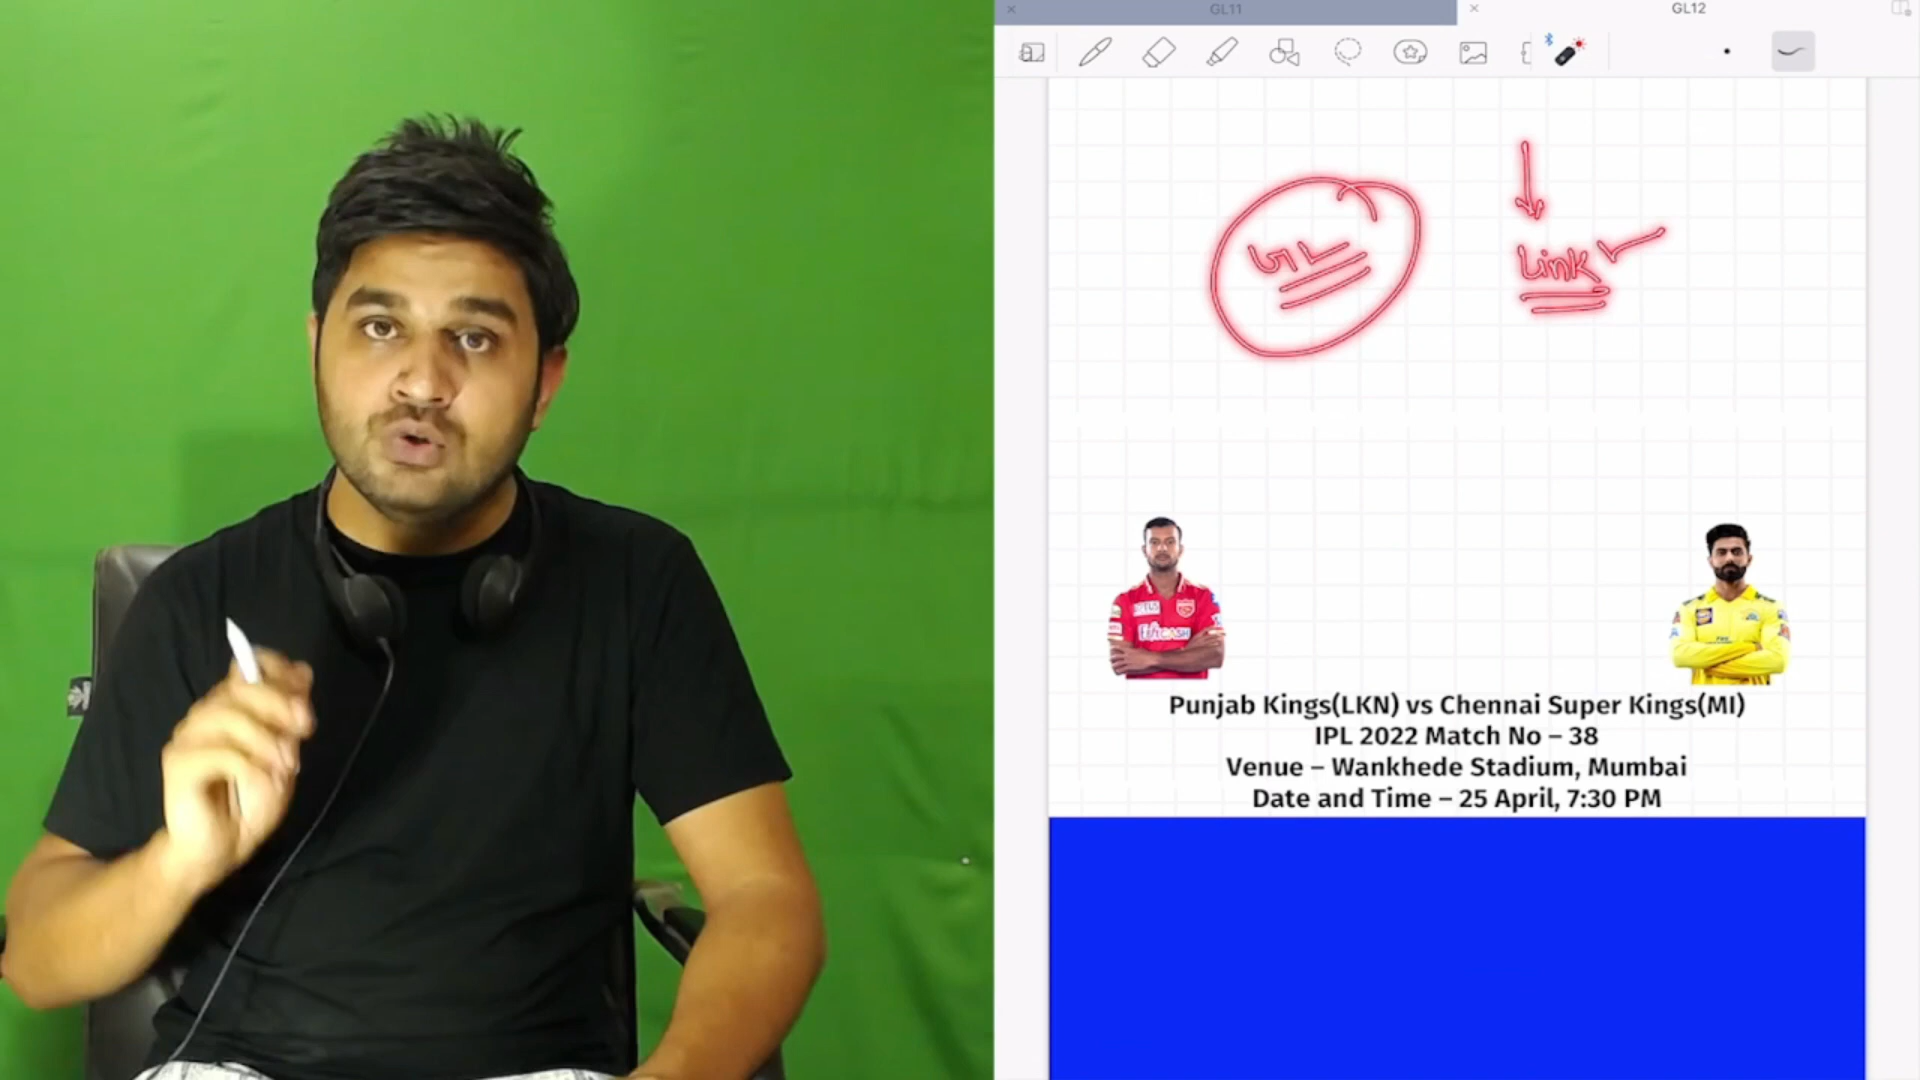 GL11
GL12
GL
Link
Punjab Kings(LKN) vs Chennai Super Kings(MI)
IPL 2022 Match No – 38
Venue – Wankhede Stadium, Mumbai
Date and Time – 25 April, 7:30 PM